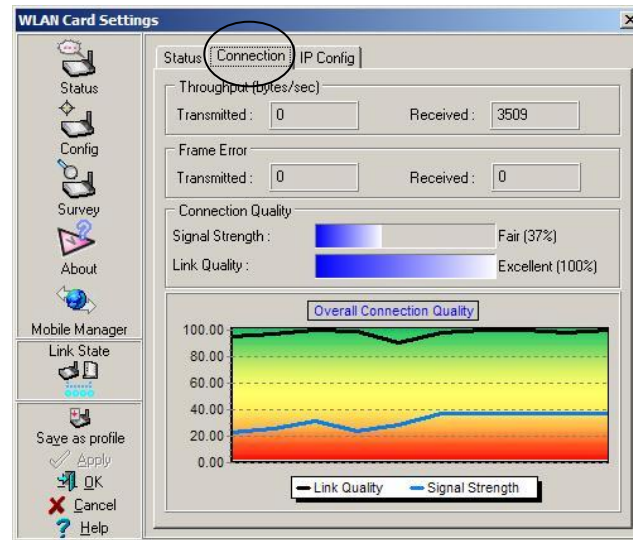 WLAN Card Settings
Status
Config
Survey
About
Mobile Manager
Link State
Save as profile
Apply
OK
Cancel
Help
Status Connection IP Config
Throughput (bytes/sec)
Transmitted : 0 Received : 3509
Frame Error
Transmitted : 0 Received : 0
Connection Quality
Signal Strength : Fair (37%)
Link Quality : Excellent (100%)
Overall Connection Quality
100.00
80.00
60.00
40.00
20.00
0.00
Link Quality Signal Strength